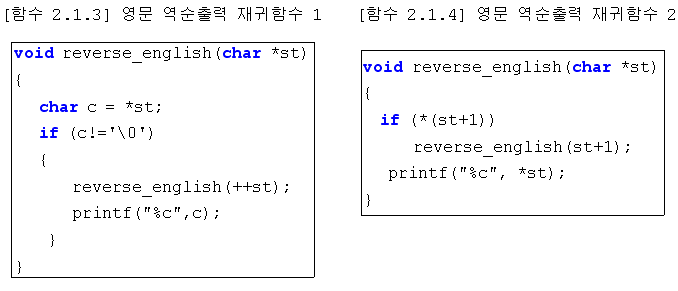 [함수 2.1.3] 영문 역순출력 재귀함수 1
void reverse_english(char *st)
{
char c = *st;
if (c!='\0')
{
reverse_english(++st);
printf("%c",c);
}
}
[함수 2.1.4] 영문 역순출력 재귀함수 2
void reverse_english(char *st)
{
if (*(st+1))
reverse_english(st+1);
printf("%c", *st);
}